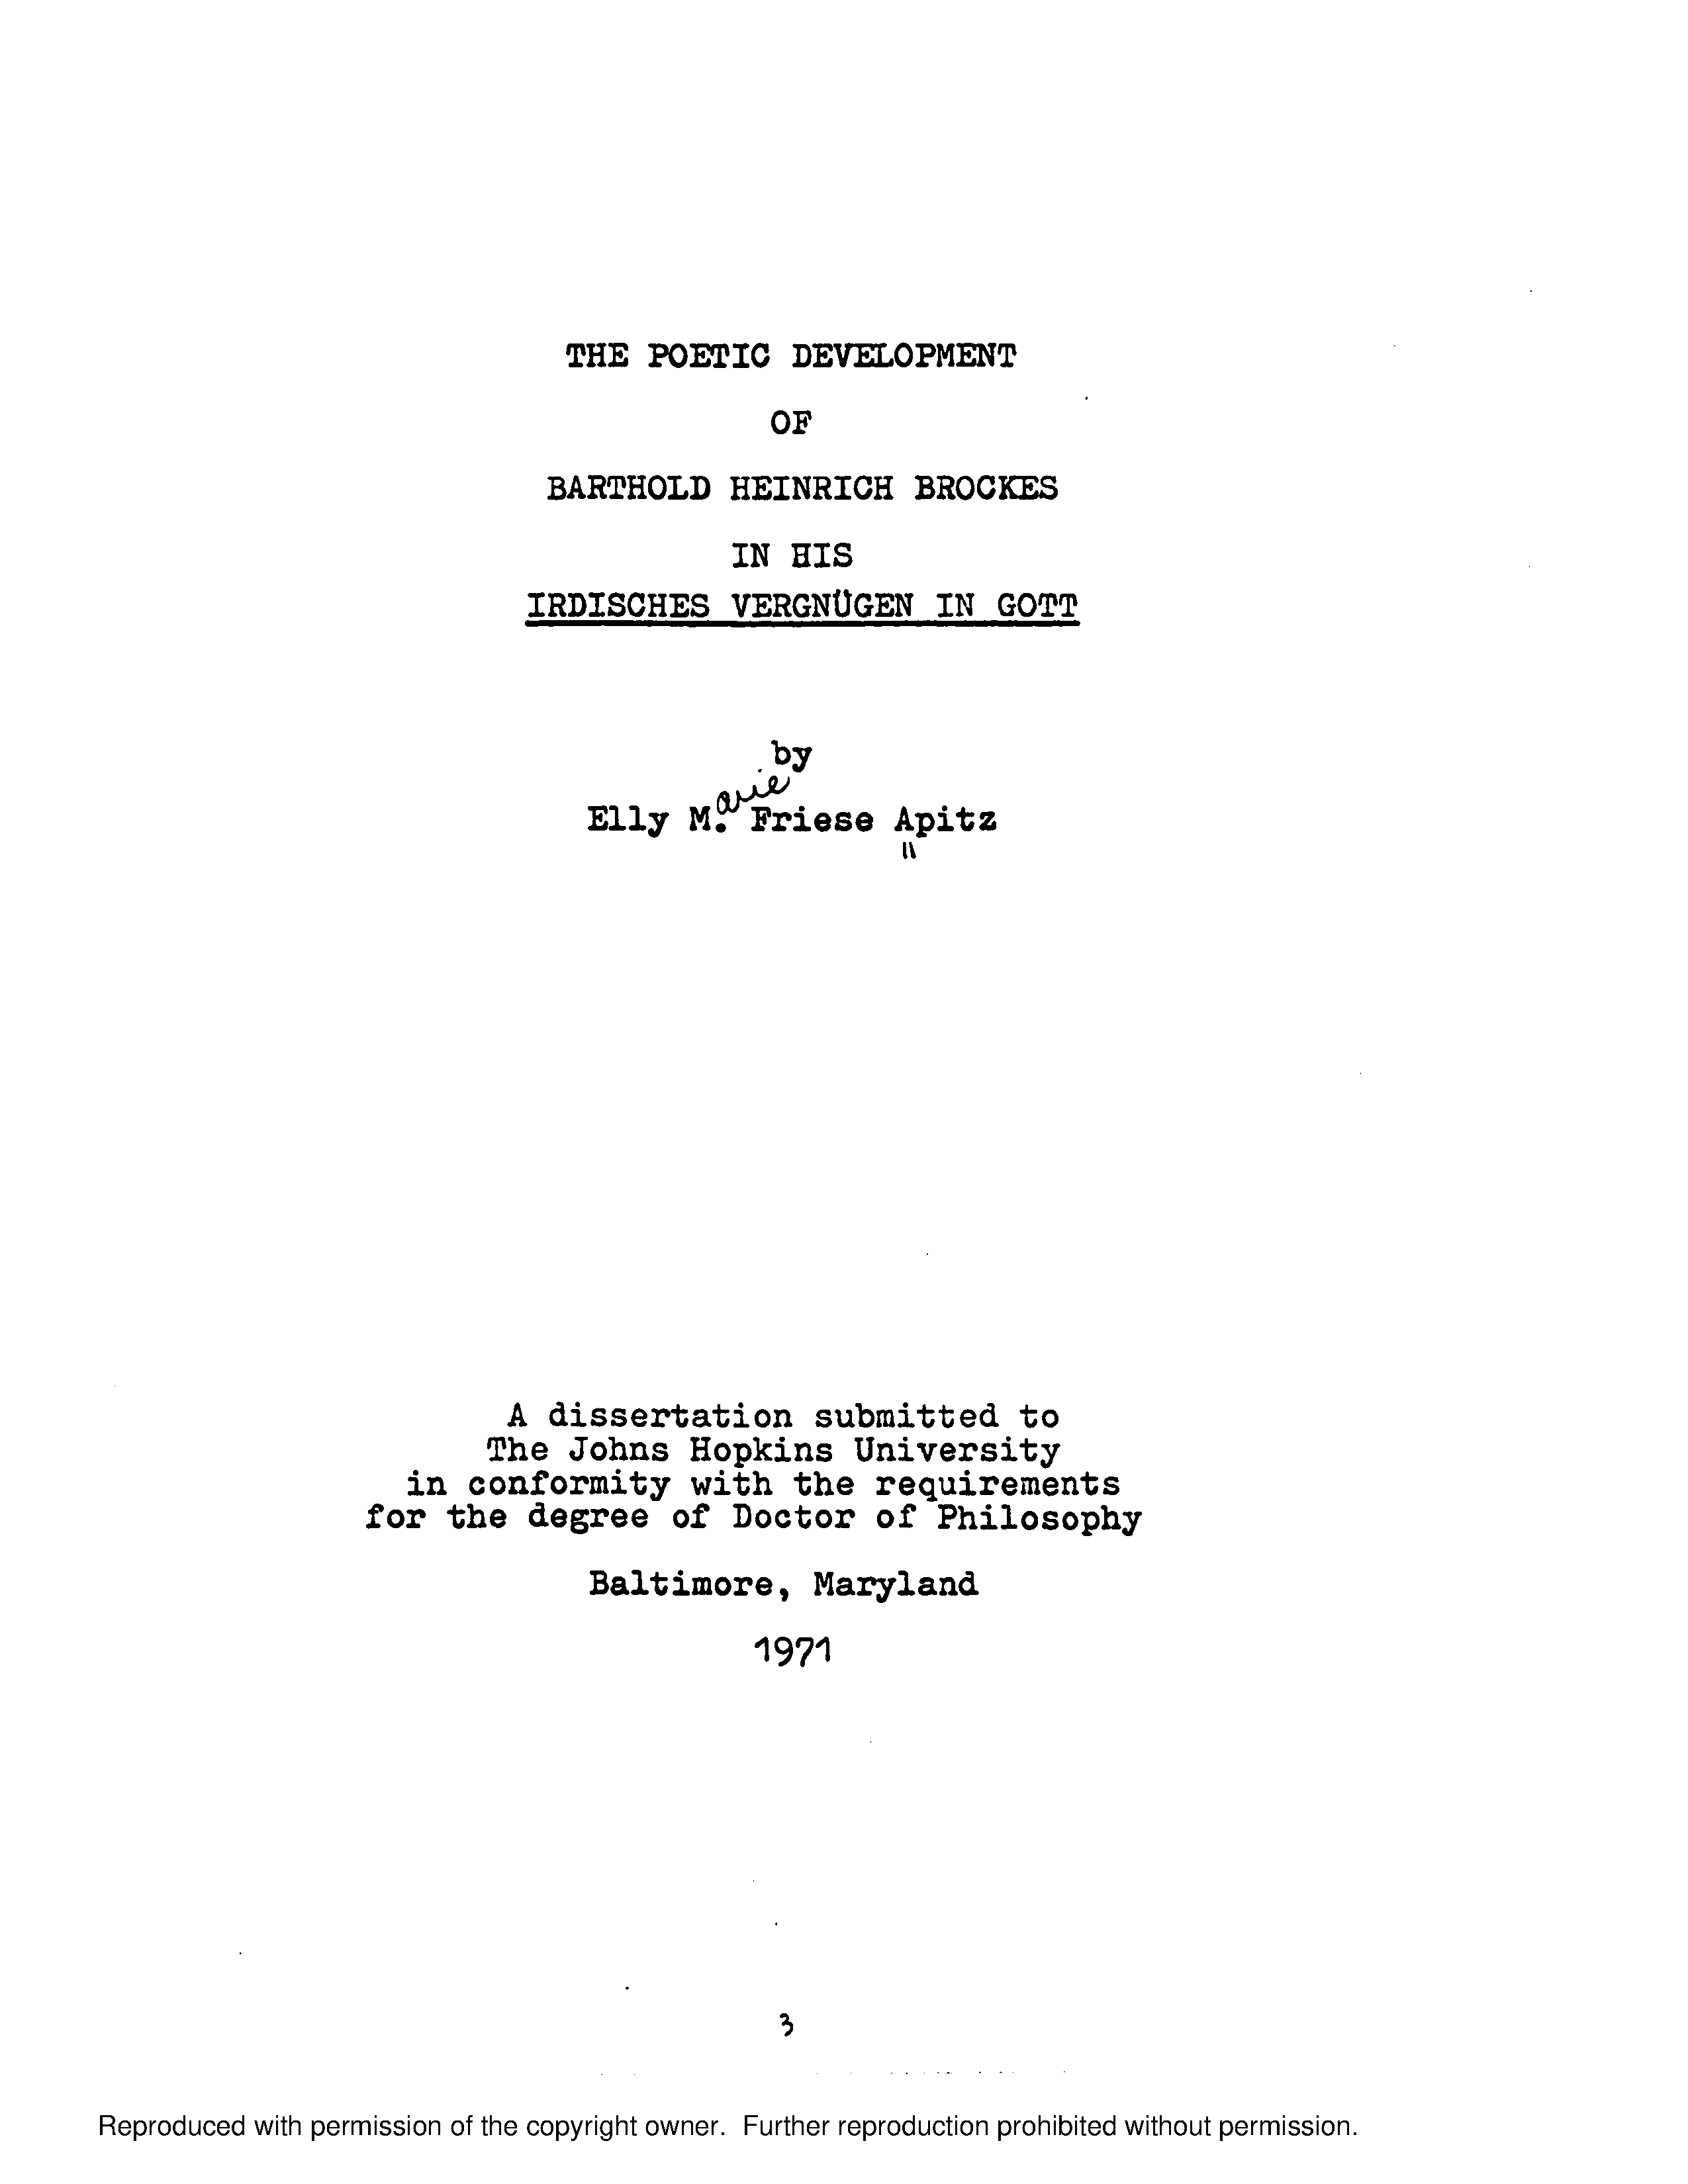 THE POETIC DEVELOPMENT
OF
BARTHOLD HEINRICH BROCKES
IN HIS
IRDISCHES VERGNÜGEN IN GOTT
by
arie
Elly M. Friese Apitz
A dissertation submitted to
The Johns Hopkins University
in conformity with the requirements
for the degree of Doctor of Philosophy
Baltimore, Maryland
1971
3
Reproduced with permission of the copyright owner. Further reproduction prohibited without permission.